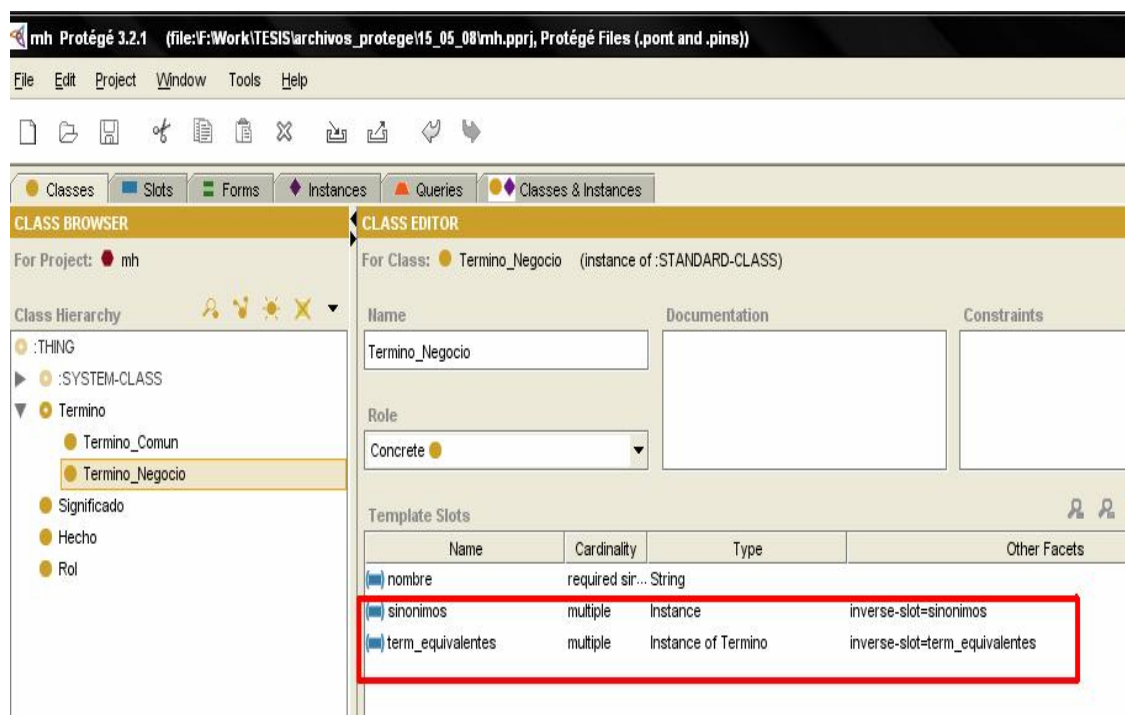 mh Protégé 3.2.1 (file:\F:\Work\TESIS\archivos_protege\15_05_08\mh.pprj, Protégé Files (.pont and .pins))
File Edit Project Window Tools Help
Classes Slots Forms Instances Queries Classes & Instances
CLASS BROWSER
For Project: mh
Class Hierarchy
:THING
:SYSTEM-CLASS
Termino
Termino_Comun
Termino_Negocio
Significado
Hecho
Rol
CLASS EDITOR
For Class: Termino_Negocio (instance of :STANDARD-CLASS)
Name Documentation Constraints
Termino_Negocio
Role
Concrete
Template Slots
Name Cardinality Type Other Facets
nombre required sin... String
sinonimos multiple Instance inverse-slot=sinonimos
term_equivalentes multiple Instance of Termino inverse-slot=term_equivalentes